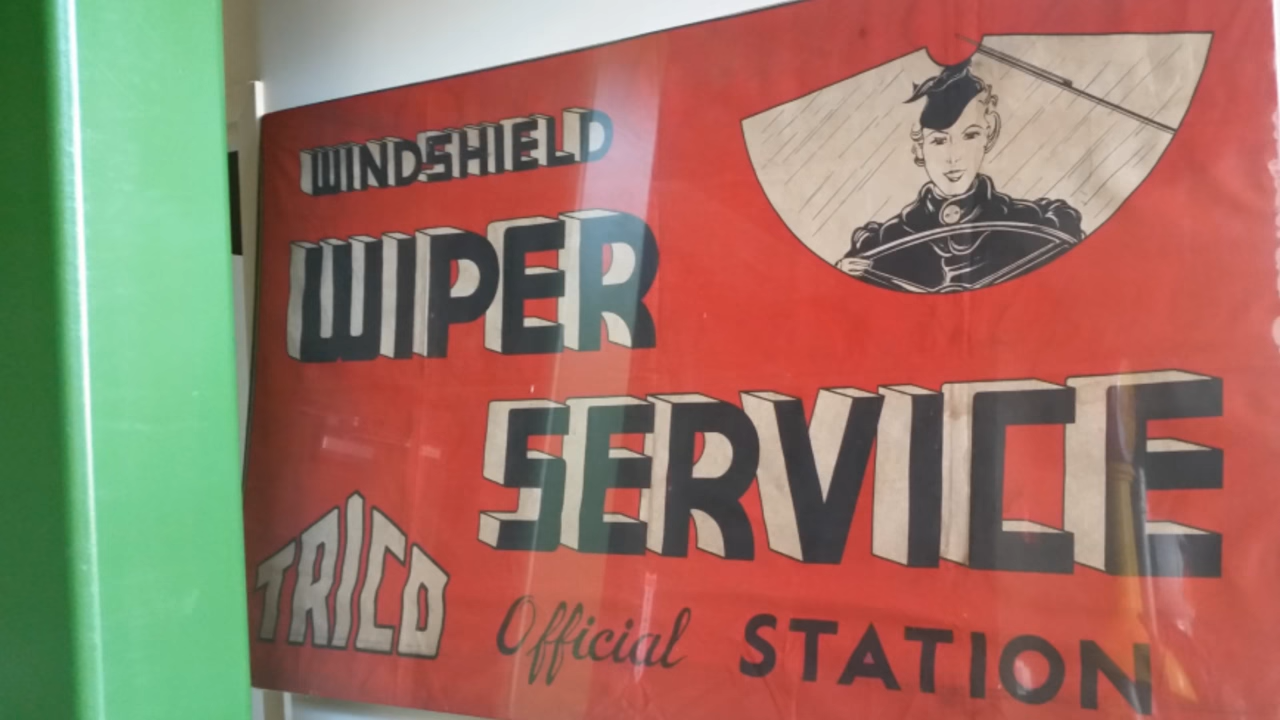 WINDSHIELD
WIPER
SERVICE
TRICO
Official STATION